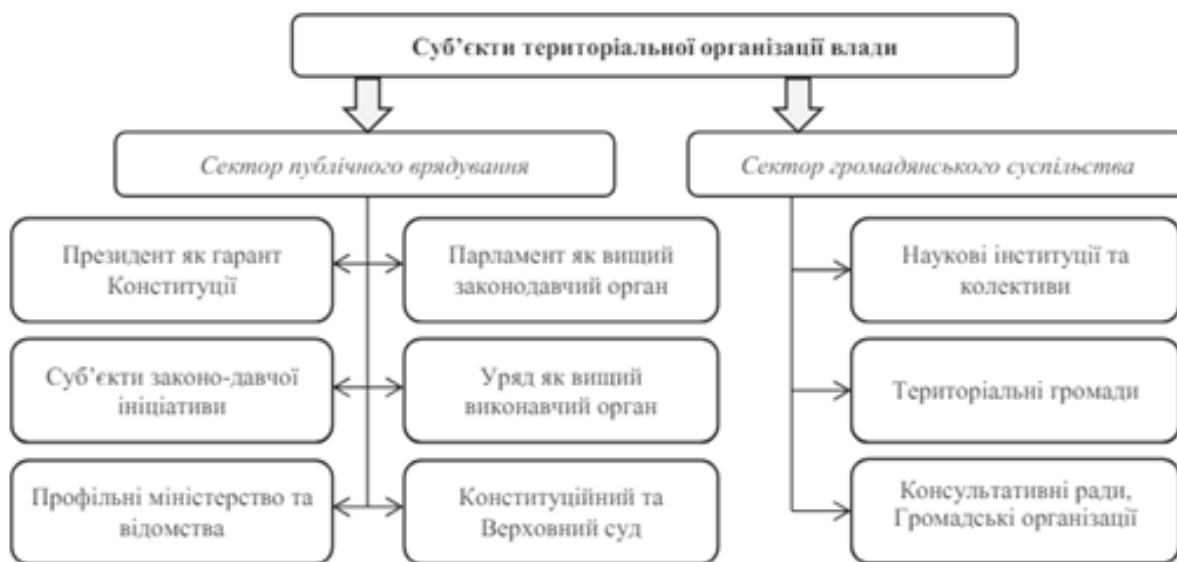 Суб’єкти територіальної організації влади
Сектор публічного врядування
Сектор громадянського суспільства
Президент як гарант
Конституції
Парламент як вищий
законодавчий орган
Наукові інституції та
колективи
Суб’єкти законо-давчої
ініціативи
Уряд як вищий
виконавчий орган
Територіальні громади
Профільні міністерство та
відомства
Конституційний та
Верховний суд
Консультативні ради,
Громадські організації